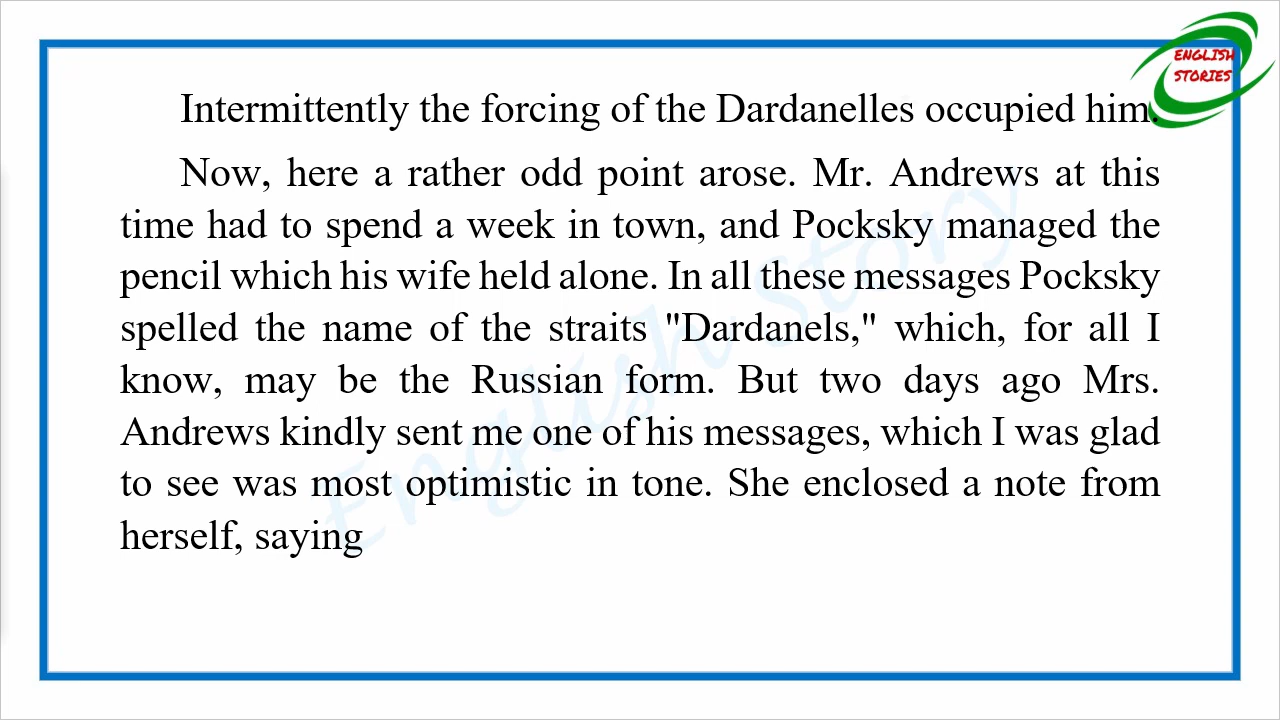 ENGLISH
STORIES
Intermittently the forcing of the Dardanelles occupied him.
Now, here a rather odd point arose. Mr. Andrews at this
time had to spend a week in town, and Pocksky managed the
pencil which his wife held alone. In all these messages Pocksky
spelled the name of the straits "Dardanels," which, for all I
know, may be the Russian form. But two days ago Mrs.
Andrews kindly sent me one of his messages, which I was glad
to see was most optimistic in tone. She enclosed a note from
herself, saying
English Story